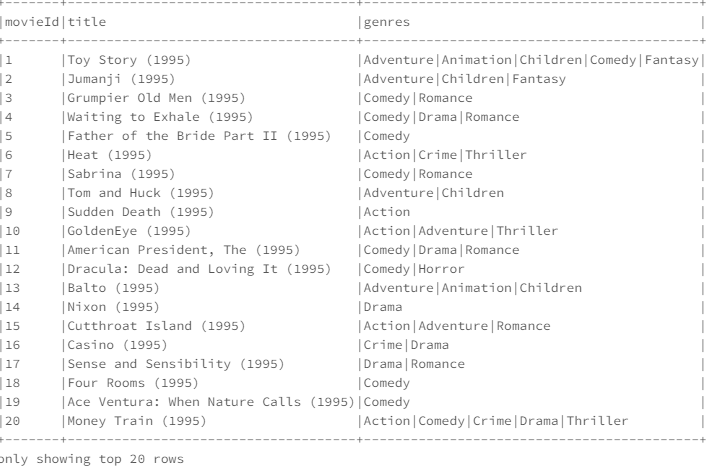 +-------+----------------------------------------+-----------------------------------------------+
|movieId|title                                   |genres                                         |
+-------+----------------------------------------+-----------------------------------------------+
|1      |Toy Story (1995)                        |Adventure|Animation|Children|Comedy|Fantasy|
|2      |Jumanji (1995)                          |Adventure|Children|Fantasy                     |
|3      |Grumpier Old Men (1995)                 |Comedy|Romance                                 |
|4      |Waiting to Exhale (1995)                |Comedy|Drama|Romance                           |
|5      |Father of the Bride Part II (1995)      |Comedy                                         |
|6      |Heat (1995)                             |Action|Crime|Thriller                          |
|7      |Sabrina (1995)                          |Comedy|Romance                                 |
|8      |Tom and Huck (1995)                     |Adventure|Children                             |
|9      |Sudden Death (1995)                     |Action                                         |
|10     |GoldenEye (1995)                        |Action|Adventure|Thriller                      |
|11     |American President, The (1995)          |Comedy|Drama|Romance                           |
|12     |Dracula: Dead and Loving It (1995)      |Comedy|Horror                                  |
|13     |Balto (1995)                            |Adventure|Animation|Children                   |
|14     |Nixon (1995)                            |Drama                                          |
|15     |Cutthroat Island (1995)                 |Action|Adventure|Romance                       |
|16     |Casino (1995)                           |Crime|Drama                                    |
|17     |Sense and Sensibility (1995)            |Drama|Romance                                  |
|18     |Four Rooms (1995)                       |Comedy                                         |
|19     |Ace Ventura: When Nature Calls (1995)|Comedy                                         |
|20     |Money Train (1995)                      |Action|Comedy|Crime|Drama|Thriller             |
+-------+----------------------------------------+-----------------------------------------------+
only showing top 20 rows